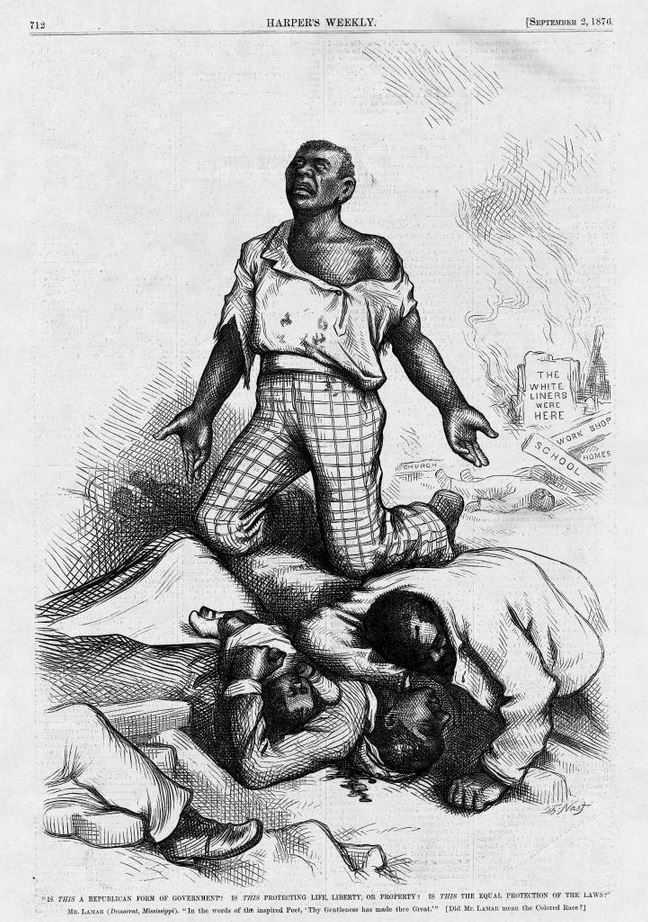 712
HARPER'S WEEKLY.
[SEPTEMBER 2, 1876.
THE
WHITE
LINERS
WERE
HERE
WORK SHOP
SCHOOL
HOMES
CHURCH
Th: Nast
"IS THIS A REPUBLICAN FORM OF GOVERNMENT? IS THIS PROTECTING LIFE, LIBERTY, OR PROPERTY? IS THIS THE EQUAL PROTECTION OF THE LAWS?"
MR. LAMAR (Democrat, Mississippi). "In the words of the inspired Poet, 'Thy Gentleness has made thee Great.'" [Did Mr. LAMAR mean the Colored Race?]